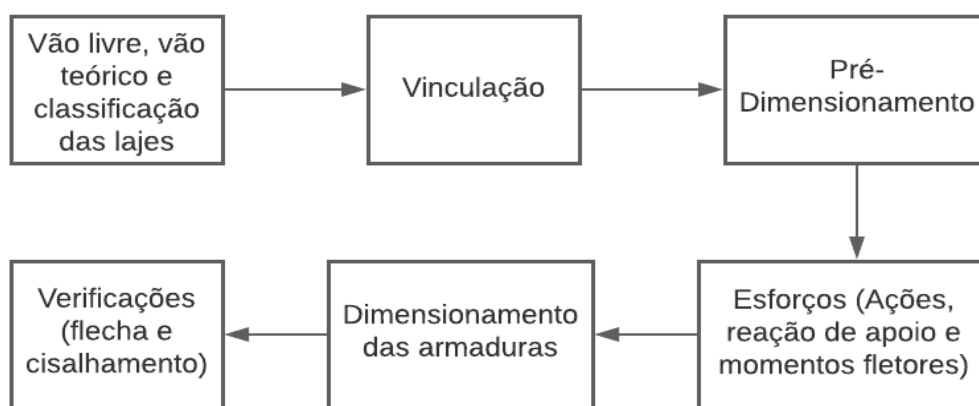 Vão livre, vão
teórico e
classificação
das lajes
Vinculação
Pré-
Dimensionamento
Esforços (Ações,
reação de apoio e
momentos fletores)
Dimensionamento
das armaduras
Verificações
(flecha e
cisalhamento)